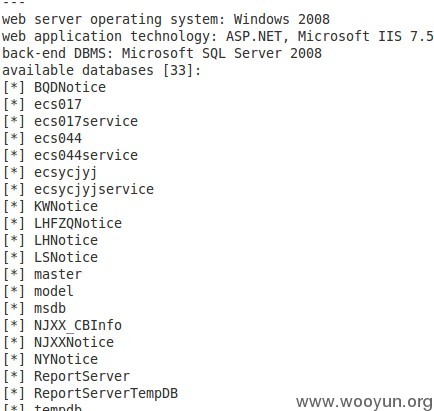 ---
web server operating system: Windows 2008
web application technology: ASP.NET, Microsoft IIS 7.5
back-end DBMS: Microsoft SQL Server 2008
available databases [33]:
[*] BQDNotice
[*] ecs017
[*] ecs017service
[*] ecs044
[*] ecs044service
[*] ecsycjyj
[*] ecsycjyjservice
[*] KWNotice
[*] LHFZQNotice
[*] LHNotice
[*] LSNotice
[*] master
[*] model
[*] msdb
[*] NJXX_CBInfo
[*] NJXXNotice
[*] NYNotice
[*] ReportServer
[*] ReportServerTempDB
[*] tempdb
www.wooyun.org